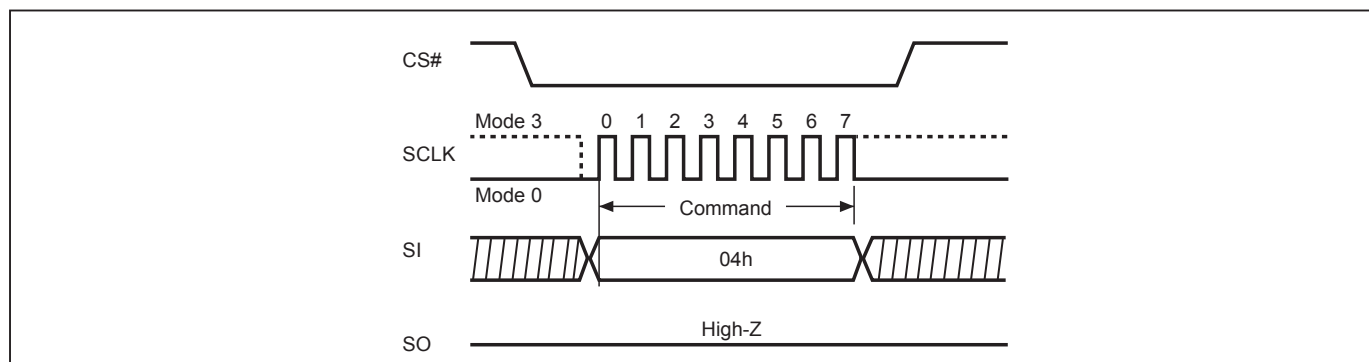 CS#
Mode 3 0 1 2 3 4 5 6 7
SCLK
Mode 0
Command
SI
04h
High-Z
SO